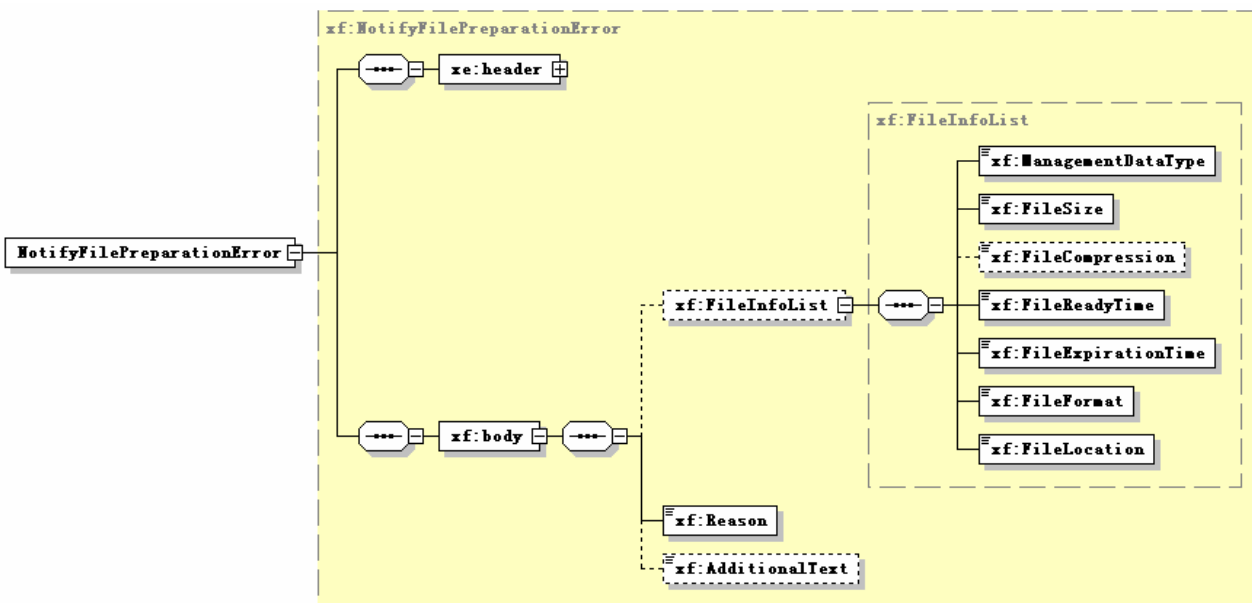 xf:NotifyFilePreparationError
xe:header
xf:FileInfoList
xf:ManagementDataType
xf:FileSize
xf:FileCompression
NotifyFilePreparationError
xf:FileInfoList
xf:FileReadyTime
xf:FileExpirationTime
xf:FileFormat
xf:body
xf:FileLocation
xf:Reason
xf:AdditionalText